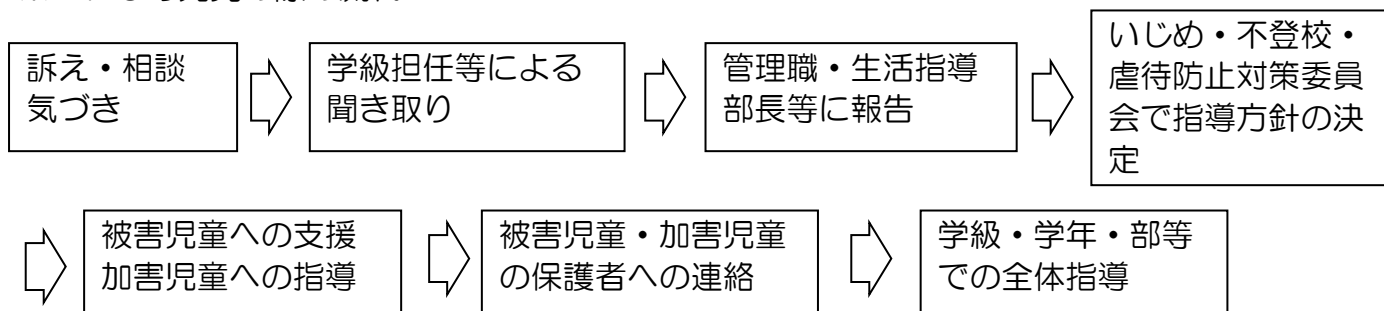 訴え・相談
気づき
学級担任等による
聞き取り
管理職・生活指導
部長等に報告
いじめ・不登校・
虐待防止対策委員
会で指導方針の決
定
被害児童への支援
加害児童への指導
被害児童・加害児童
の保護者への連絡
学級・学年・部等
での全体指導